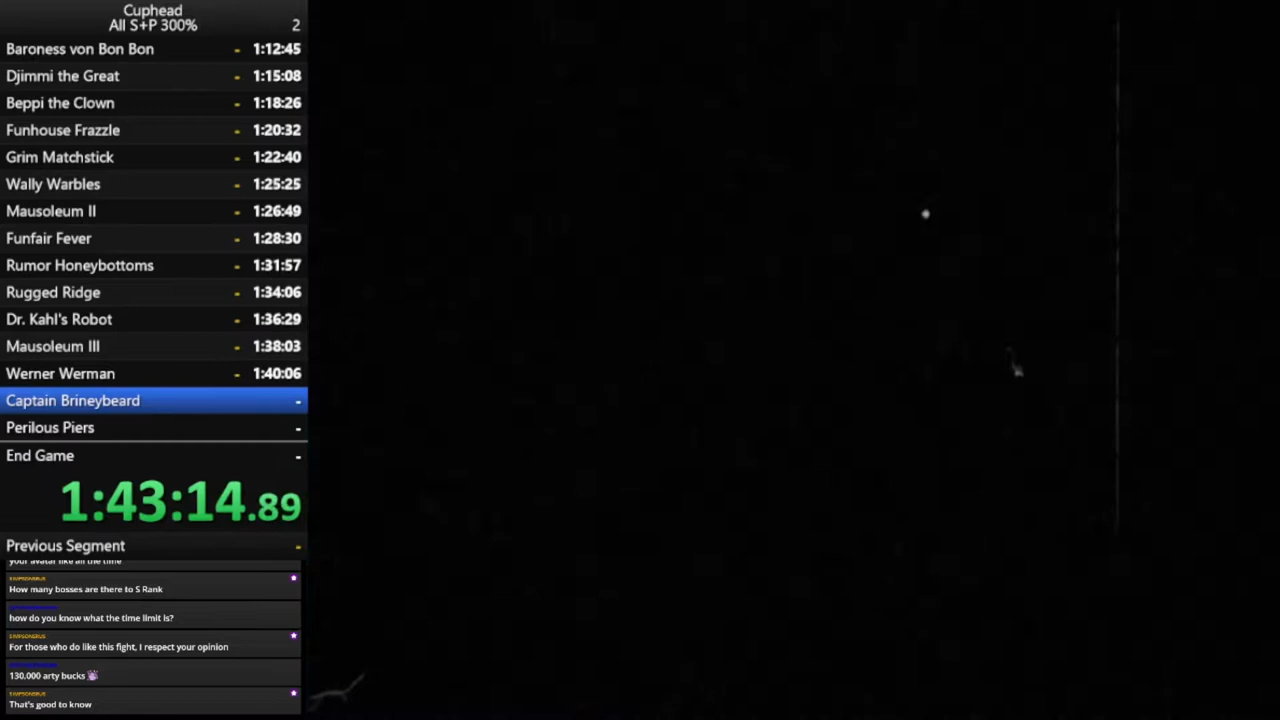 Cuphead
All S+P 300% 2
Baroness von Bon Bon - 1:12:45
Djimmi the Great - 1:15:08
Beppi the Clown - 1:18:26
Funhouse Frazzle - 1:20:32
Grim Matchstick - 1:22:40
Wally Warbles - 1:25:25
Mausoleum II - 1:26:49
Funfair Fever - 1:28:30
Rumor Honeybottoms - 1:31:57
Rugged Ridge - 1:34:06
Dr. Kahl's Robot - 1:36:29
Mausoleum III - 1:38:03
Werner Werman - 1:40:06
Captain Brineybeard -
Perilous Piers -
End Game -
1:43:14.89
Previous Segment -
your avatar like all the time
How many bosses are there to S Rank
how do you know what the time limit is?
For those who do like this fight, I respect your opinion
130,000 arty bucks
That's good to know